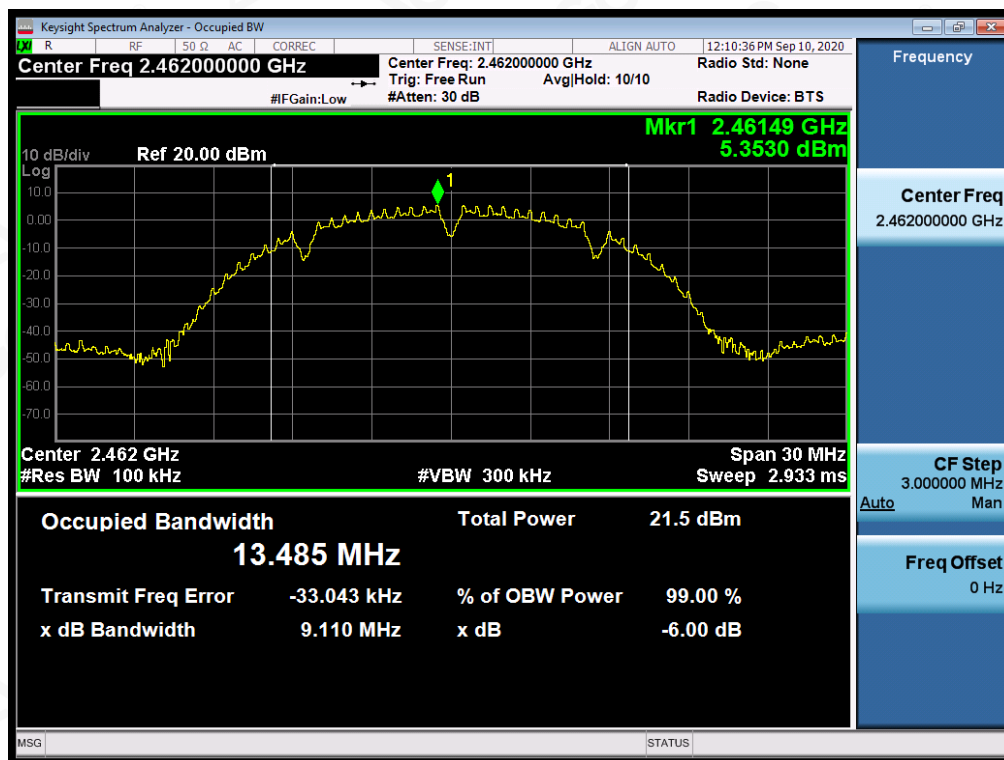 Keysight Spectrum Analyzer - Occupied BW
LXI R RF 50 Ω AC CORREC SENSE:INT ALIGN AUTO 12:10:36 PM Sep 10, 2020
Center Freq 2.462000000 GHz
Center Freq: 2.462000000 GHz Radio Std: None
Trig: Free Run Avg|Hold: 10/10
#IFGain:Low #Atten: 30 dB Radio Device: BTS
Mkr1 2.46149 GHz
5.3530 dBm
10 dB/div Ref 20.00 dBm
Log
10.0
0.00
-10.0
-20.0
-30.0
-40.0
-50.0
-60.0
-70.0
1
Center 2.462 GHz Span 30 MHz
#Res BW 100 kHz #VBW 300 kHz Sweep 2.933 ms
Occupied Bandwidth Total Power 21.5 dBm
13.485 MHz
Transmit Freq Error -33.043 kHz % of OBW Power 99.00 %
x dB Bandwidth 9.110 MHz x dB -6.00 dB
Frequency
Center Freq
2.462000000 GHz
CF Step
3.000000 MHz
Auto Man
Freq Offset
0 Hz
MSG STATUS